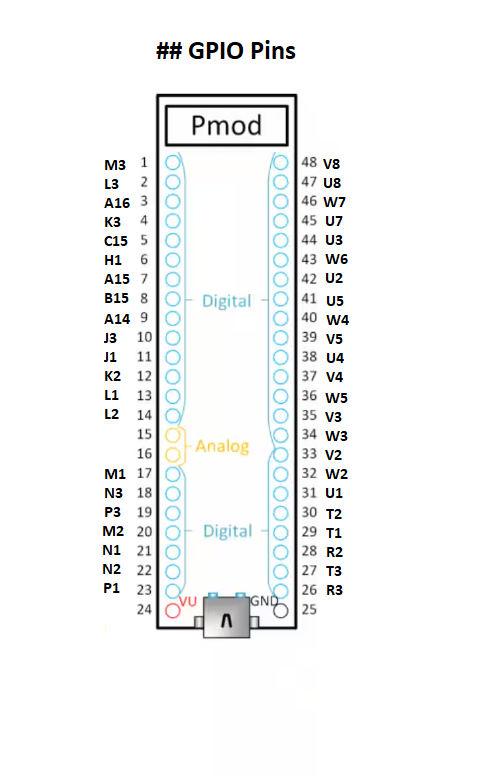 ## GPIO Pins
Pmod
M3 1 48 V8
L3 2 47 U8
A16 3 46 W7
K3 4 45 U7
C15 5 44 U3
H1 6 43 W6
A15 7 42 U2
B15 8 Digital 41 U5
A14 9 40 W4
J3 10 39 V5
J1 11 38 U4
K2 12 37 V4
L1 13 36 W5
L2 14 35 V3
15 34 W3
16 Analog 33 V2
M1 17 32 W2
N3 18 31 U1
P3 19 30 T2
M2 20 Digital 29 T1
N1 21 28 R2
N2 22 27 T3
P1 23 26 R3
24 VU GND 25